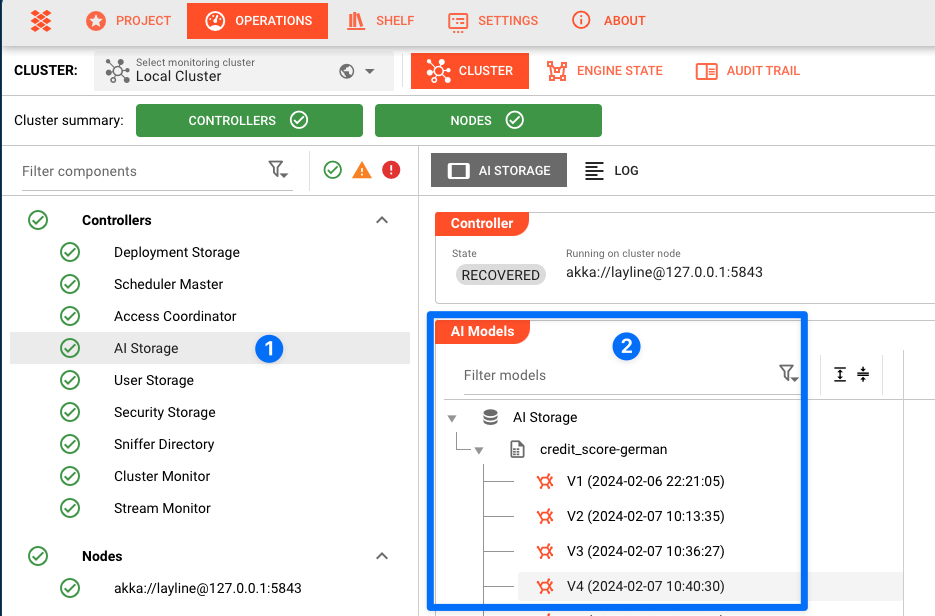 PROJECT
OPERATIONS
SHELF
SETTINGS
ABOUT
CLUSTER:
Select monitoring cluster
Local Cluster
CLUSTER
ENGINE STATE
AUDIT TRAIL
Cluster summary:
CONTROLLERS
NODES
Filter components
AI STORAGE
LOG
Controllers
Deployment Storage
Scheduler Master
Access Coordinator
AI Storage
1
User Storage
Security Storage
Sniffer Directory
Cluster Monitor
Stream Monitor
Nodes
akka://layline@127.0.0.1:5843
Controller
State
RECOVERED
Running on cluster node
akka://layline@127.0.0.1:5843
AI Models
2
Filter models
AI Storage
credit_score-german
V1 (2024-02-06 22:21:05)
V2 (2024-02-07 10:13:35)
V3 (2024-02-07 10:36:27)
V4 (2024-02-07 10:40:30)